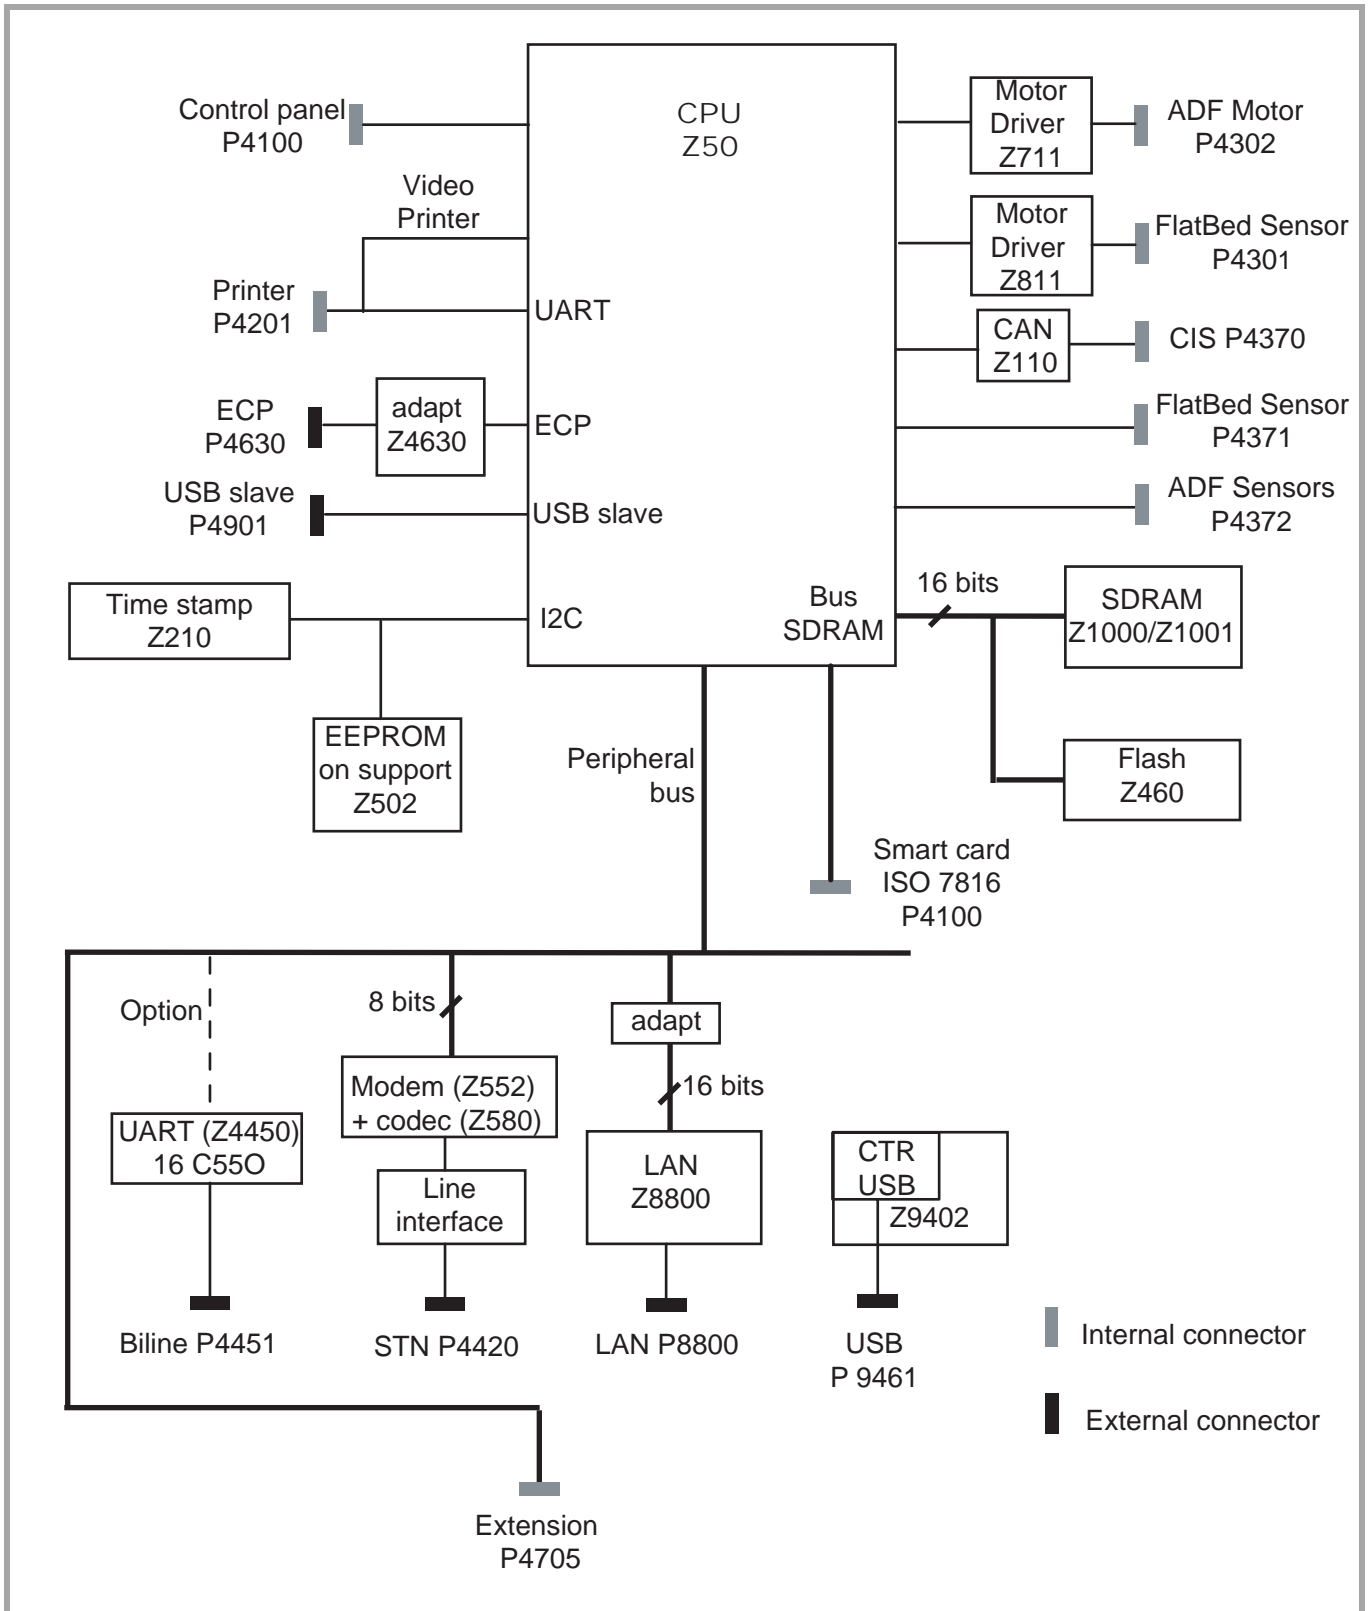 CPU
Z50
Control panel
P4100
Video
Printer
Printer
P4201
UART
ECP
P4630
adapt
Z4630
ECP
USB slave
P4901
USB slave
Time stamp
Z210
I2C
EEPROM
on support
Z502
Motor
Driver
Z711
ADF Motor
P4302
Motor
Driver
Z811
FlatBed Sensor
P4301
CAN
Z110
CIS P4370
FlatBed Sensor
P4371
ADF Sensors
P4372
Bus
SDRAM
16 bits
SDRAM
Z1000/Z1001
Flash
Z460
Peripheral
bus
Smart card
ISO 7816
P4100
Option
8 bits
adapt
16 bits
UART (Z4450)
16 C55O
Modem (Z552)
+ codec (Z580)
Line
interface
LAN
Z8800
CTR
USB
Z9402
Biline P4451
STN P4420
LAN P8800
USB
P 9461
Internal connector
External connector
Extension
P4705